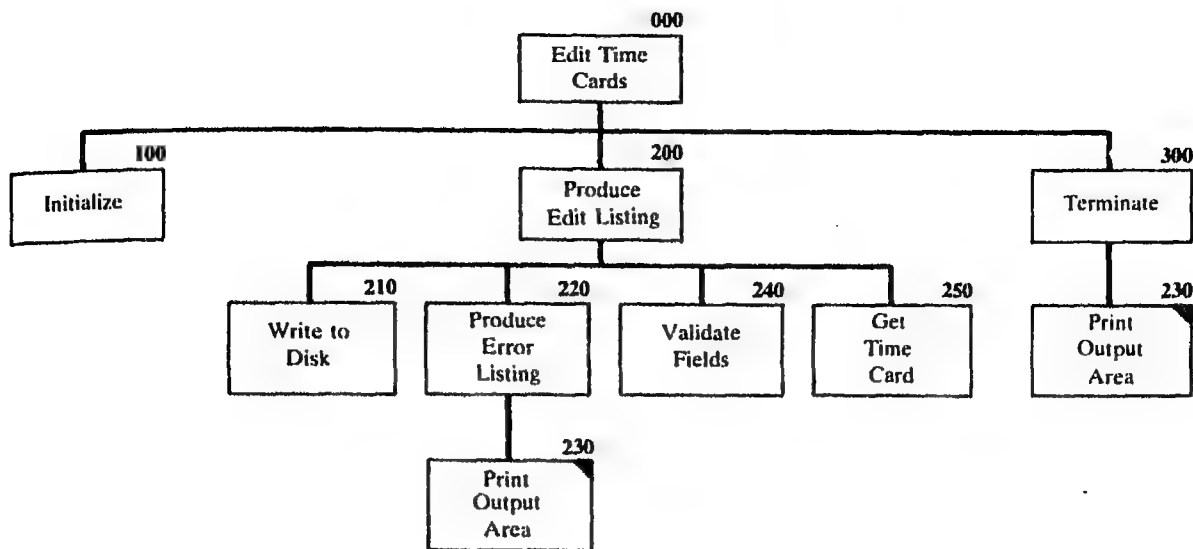 000
Edit Time
Cards
100
Initialize
200
Produce
Edit Listing
300
Terminate
210
Write to
Disk
220
Produce
Error
Listing
240
Validate
Fields
250
Get
Time
Card
230
Print
Output
Area
230
Print
Output
Area